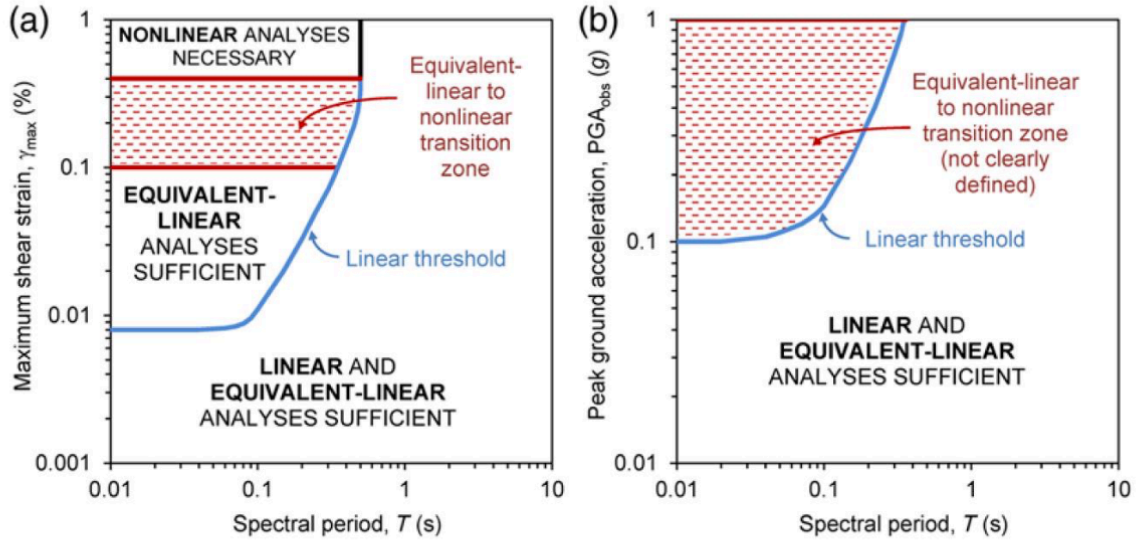 (a)
1
0.1
0.01
0.001
Maximum shear strain, γmax (%)
NONLINEAR ANALYSES
NECESSARY
Equivalent-
linear to
nonlinear
transition
zone
EQUIVALENT-
LINEAR
ANALYSES
SUFFICIENT
Linear threshold
LINEAR AND
EQUIVALENT-LINEAR
ANALYSES SUFFICIENT
0.01 0.1 1 10
Spectral period, T (s)
(b)
1
0.1
0.01
Peak ground acceleration, PGAobs (g)
Equivalent-linear
to nonlinear
transition zone
(not clearly
defined)
Linear threshold
LINEAR AND
EQUIVALENT-LINEAR
ANALYSES SUFFICIENT
0.01 0.1 1 10
Spectral period, T (s)